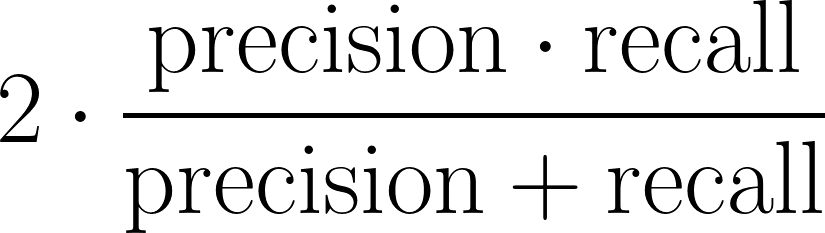 2 · precision · recall
precision + recall